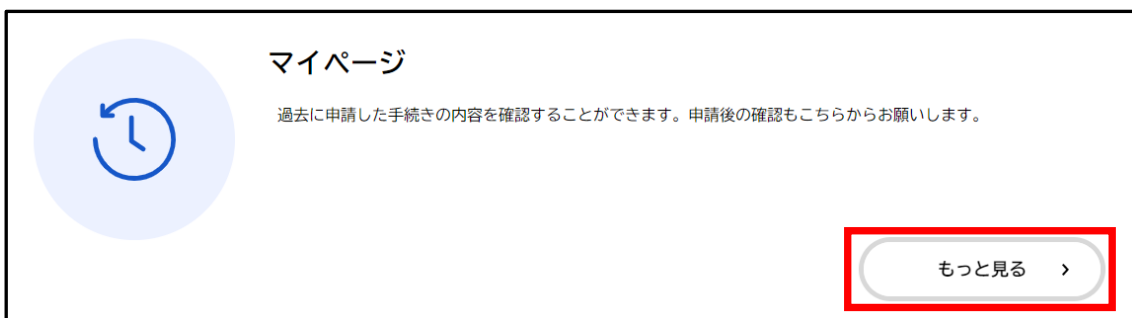 マイページ
過去に申請した手続きの内容を確認することができます。申請後の確認もこちらからお願いします。
もっと見る